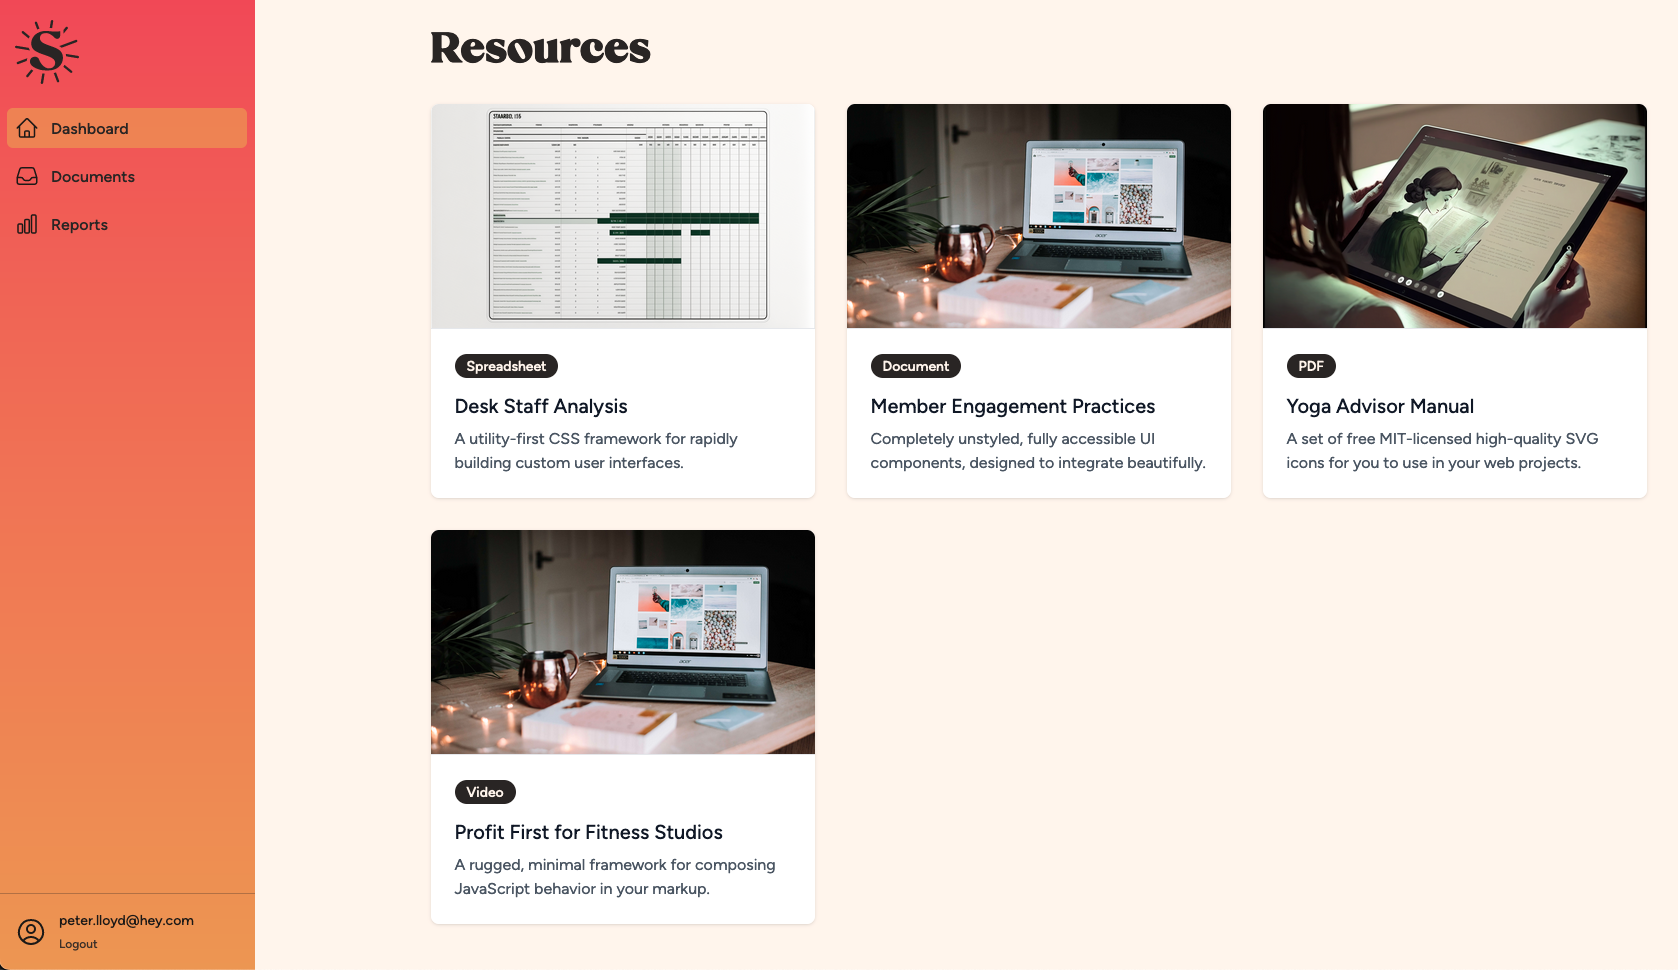 S
Dashboard
Documents
Reports
peter.lloyd@hey.com
Logout
Resources
Spreadsheet
Desk Staff Analysis
A utility-first CSS framework for rapidly
building custom user interfaces.
acer
Document
Member Engagement Practices
Completely unstyled, fully accessible UI
components, designed to integrate beautifully.
PDF
Yoga Advisor Manual
A set of free MIT-licensed high-quality SVG
icons for you to use in your web projects.
acer
Video
Profit First for Fitness Studios
A rugged, minimal framework for composing
JavaScript behavior in your markup.